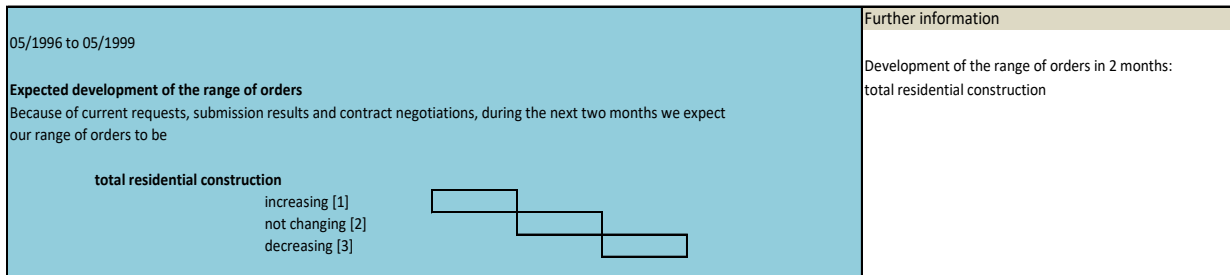 Further information
05/1996 to 05/1999
Development of the range of orders in 2 months:
Expected development of the range of orders
total residential construction
Because of current requests, submission results and contract negotiations, during the next two months we expect
our range of orders to be
total residential construction
increasing [1]
not changing [2]
decreasing [3]